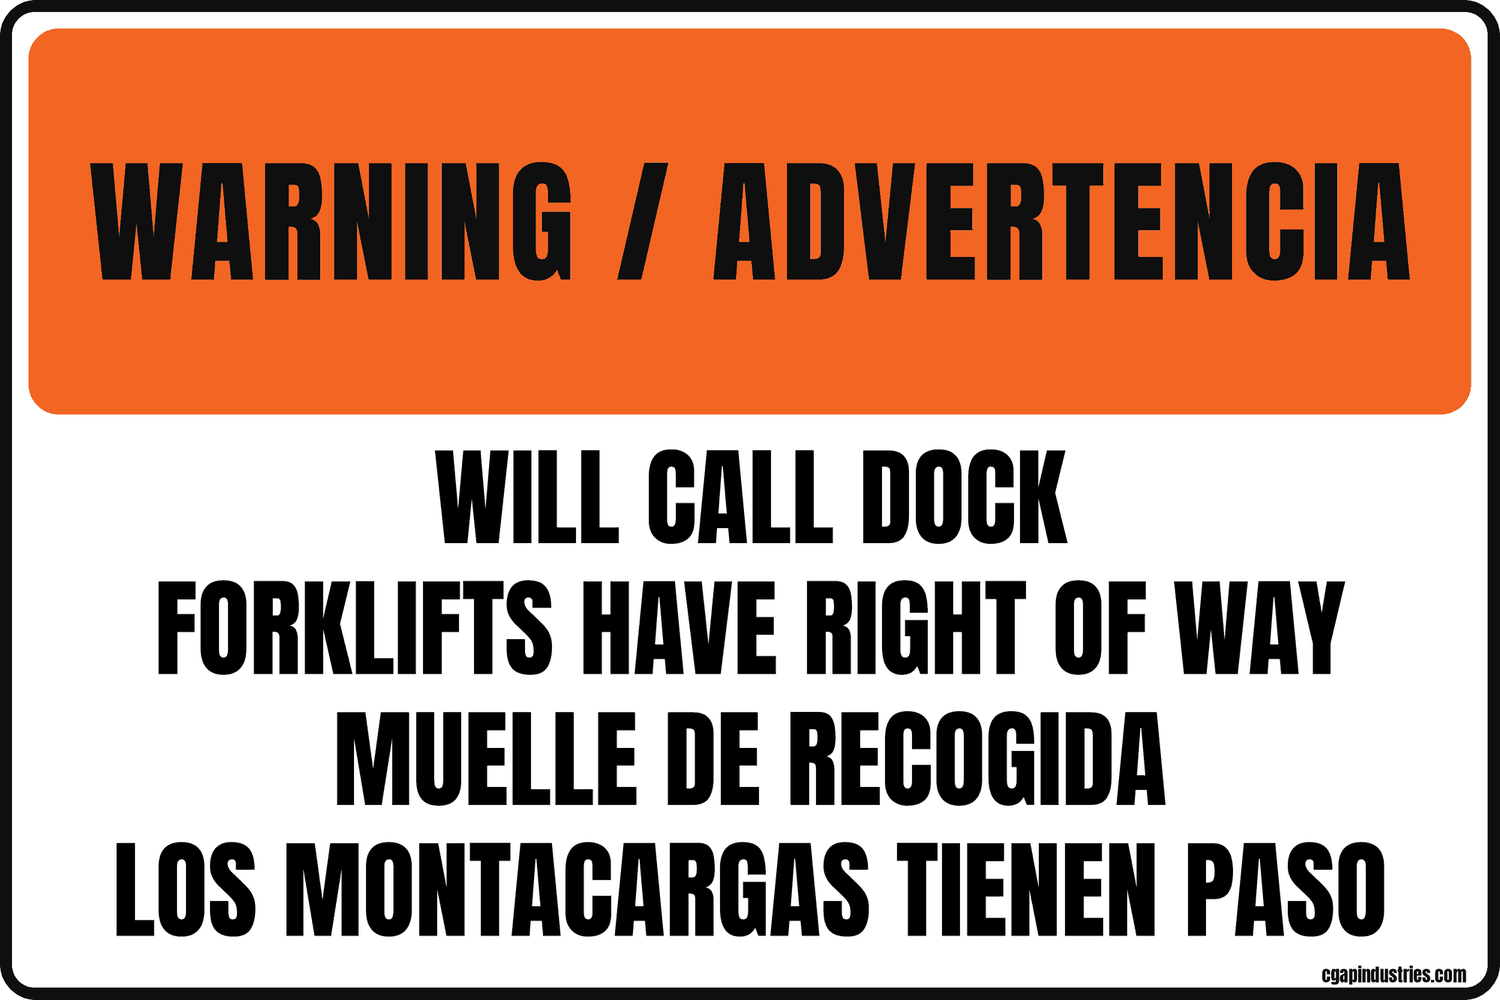 WARNING / ADVERTENCIA
WILL CALL DOCK
FORKLIFTS HAVE RIGHT OF WAY
MUELLE DE RECOGIDA
LOS MONTACARGAS TIENEN PASO
cgapindustries.com